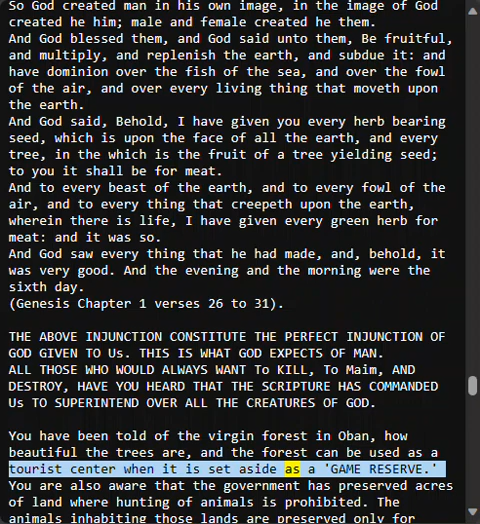 So God created man in his own image, in the image of God
created he him; male and female created he them.
And God blessed them, and God said unto them, Be fruitful,
and multiply, and replenish the earth, and subdue it: and
have dominion over the fish of the sea, and over the fowl
of the air, and over every living thing that moveth upon
the earth.
And God said, Behold, I have given you every herb bearing
seed, which is upon the face of all the earth, and every
tree, in the which is the fruit of a tree yielding seed;
to you it shall be for meat.
And to every beast of the earth, and to every fowl of the
air, and to every thing that creepeth upon the earth,
wherein there is life, I have given every green herb for
meat: and it was so.
And God saw every thing that he had made, and, behold, it
was very good. And the evening and the morning were the
sixth day.
(Genesis Chapter 1 verses 26 to 31).
THE ABOVE INJUNCTION CONSTITUTE THE PERFECT INJUNCTION OF
GOD GIVEN TO Us. THIS IS WHAT GOD EXPECTS OF MAN.
ALL THOSE WHO WOULD ALWAYS WANT To KILL, To Maim, AND
DESTROY, HAVE YOU HEARD THAT THE SCRIPTURE HAS COMMANDED
Us TO SUPERINTEND OVER ALL THE CREATURES OF GOD.
You have been told of the virgin forest in Oban, how
beautiful the trees are, and the forest can be used as a
tourist center when it is set aside as a 'GAME RESERVE.'
You are also aware that the government has preserved acres
of land where hunting of animals is prohibited. The
animals inhabiting those lands are preserved only for